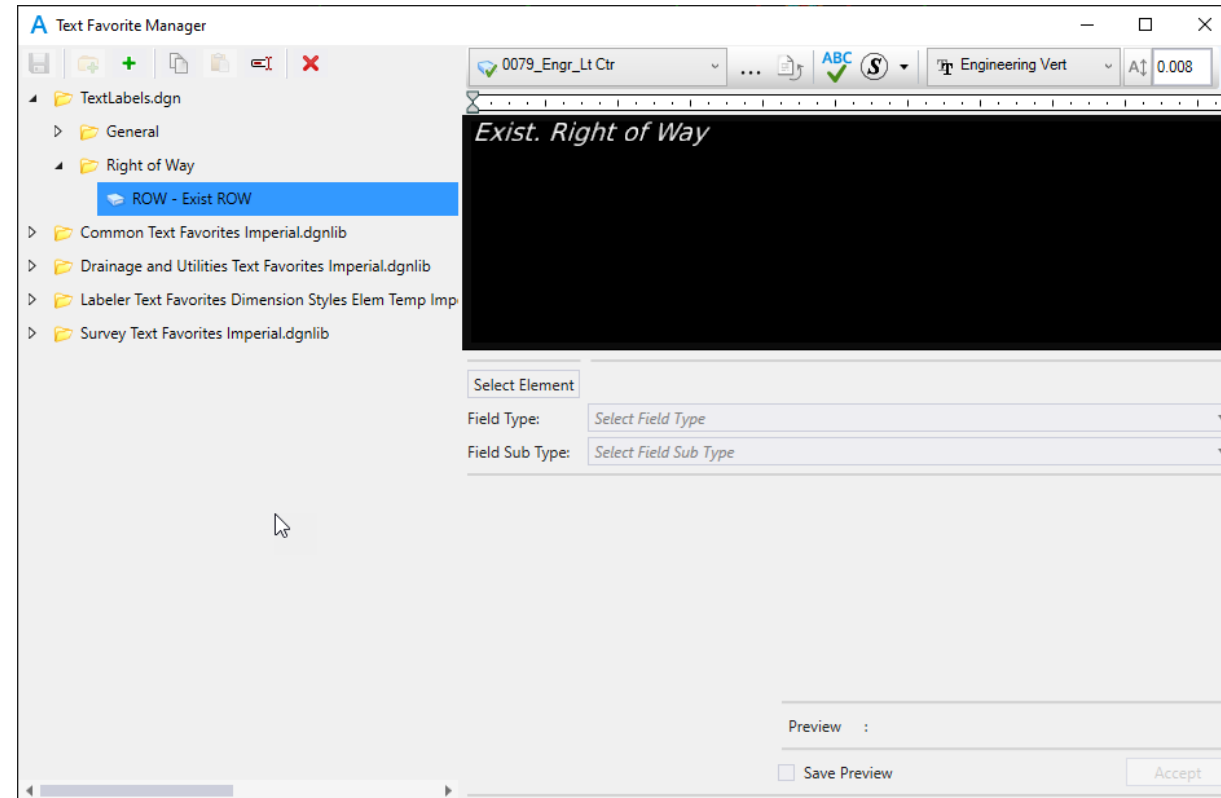 A Text Favorite Manager
0079_Engr_Lt Ctr
...
ABC
S
Engineering Vert
A
0.008
TextLabels.dgn
General
Right of Way
ROW - Exist ROW
Common Text Favorites Imperial.dgnlib
Drainage and Utilities Text Favorites Imperial.dgnlib
Labeler Text Favorites Dimension Styles Elem Temp Imp
Survey Text Favorites Imperial.dgnlib
Exist. Right of Way
Select Element
Field Type: Select Field Type
Field Sub Type: Select Field Sub Type
Preview :
Save Preview
Accept